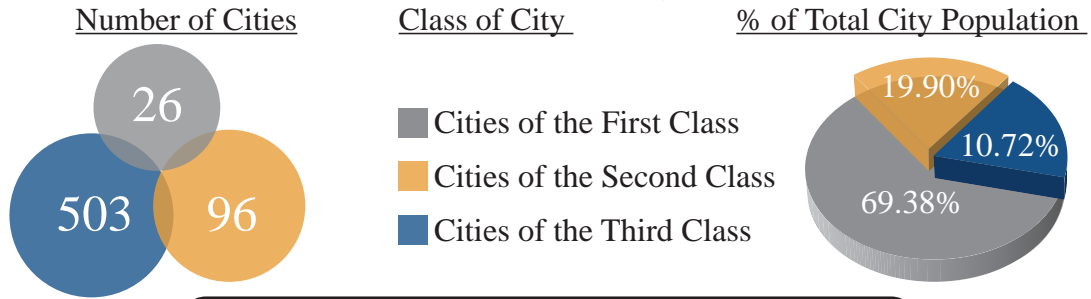 Number of Cities
Class of City
% of Total City Population
26
503
96
Cities of the First Class
Cities of the Second Class
Cities of the Third Class
19.90%
10.72%
69.38%